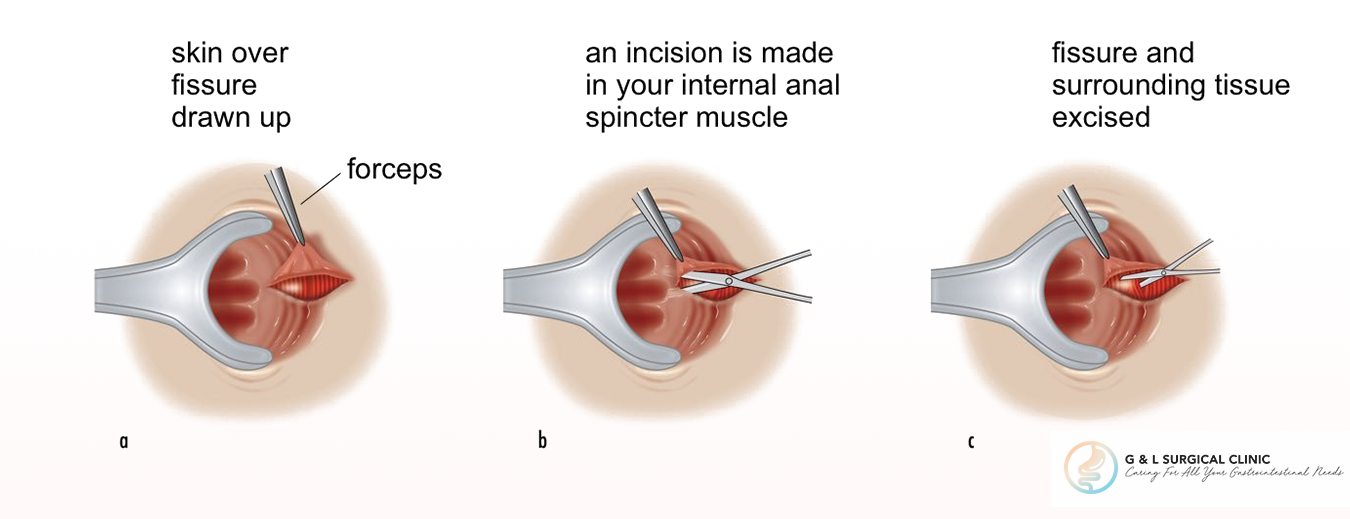 skin over
fissure
drawn up
forceps
a
an incision is made
in your internal anal
spincter muscle
b
fissure and
surrounding tissue
excised
c
G & L SURGICAL CLINIC
Caring For All Your Gastrointestinal Needs